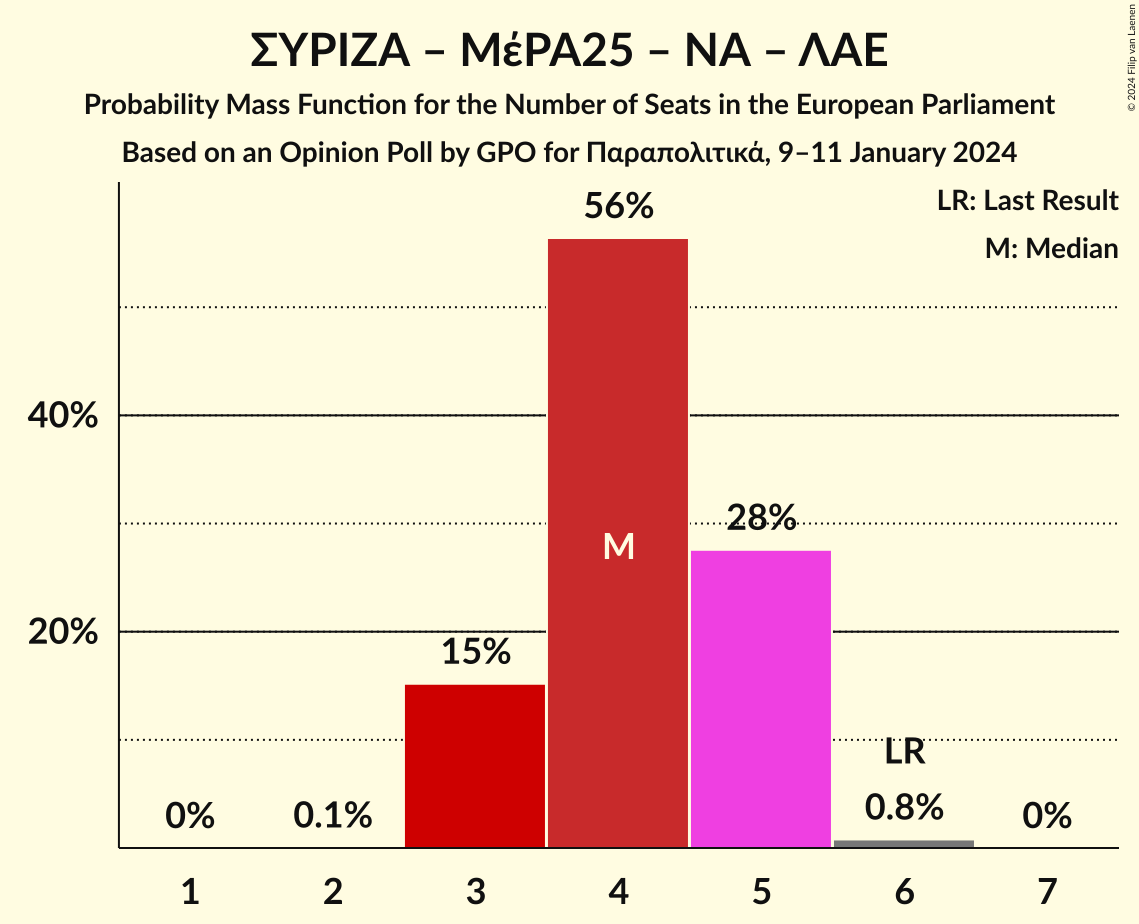 ΣΥΡΙΖΑ – ΜέΡΑ25 – ΝΑ – ΛΑΕ
Probability Mass Function for the Number of Seats in the European Parliament
Based on an Opinion Poll by GPO for Παραπολιτικά, 9–11 January 2024
© 2024 Filip van Laenen
LR: Last Result
M: Median
56%
40%
28%
M
20%
15%
LR
0%
0.1%
0.8%
0%
1
2
3
4
5
6
7